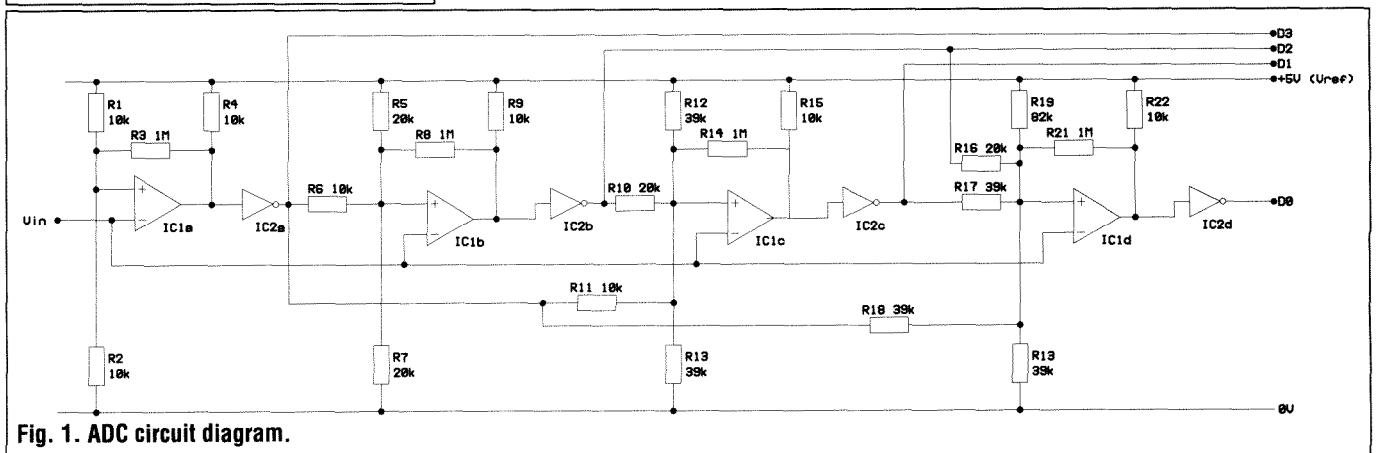 D3
D2
D1
+5V (Vref)
R1
10k
R4
10k
R5
20k
R9
10k
R12
39k
R15
10k
R19
82k
R22
10k
R3 1M
R8 1M
R14 1M
R21 1M
R16 20k
R6 10k
R10 20k
R17 39k
+
-
+
-
+
-
+
-
Vin
IC1a
IC2a
IC1b
IC2b
IC1c
IC2c
IC1d
IC2d
D0
R11 10k
R18 39k
R2
10k
R7
20k
R13
39k
R13
39k
0V
Fig. 1. ADC circuit diagram.